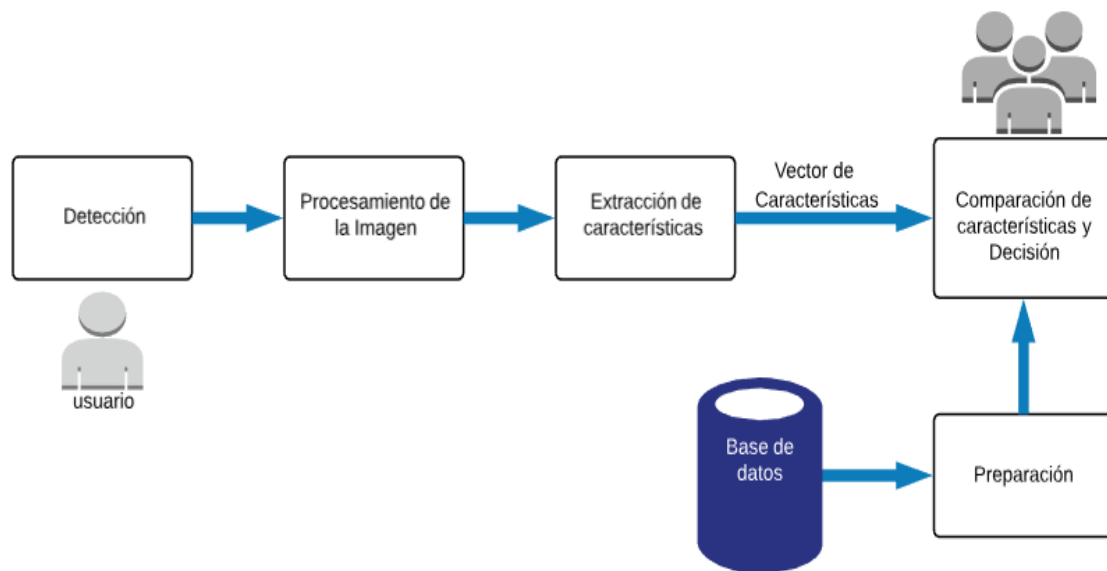 Detección
usuario
Procesamiento de
la Imagen
Extracción de
características
Vector de
Características
Comparación de
características y
Decisión
Base de
datos
Preparación